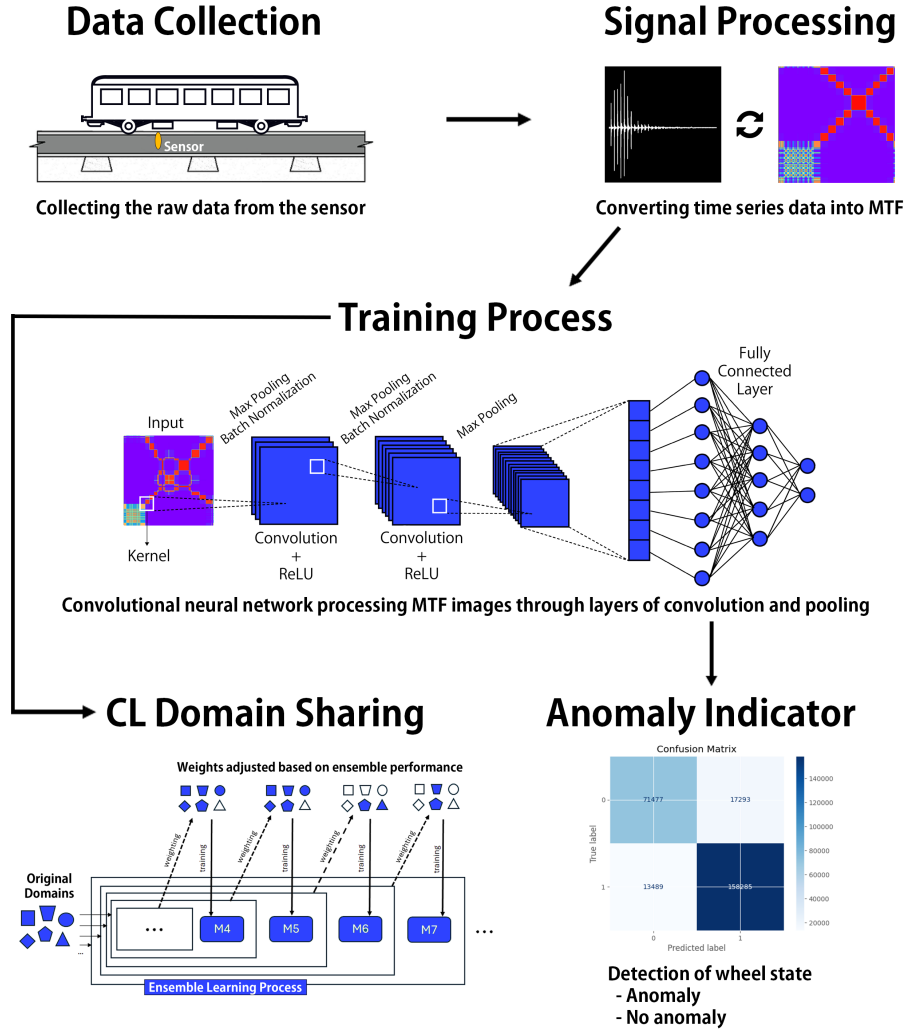 Data Collection
Signal Processing
Sensor
Collecting the raw data from the sensor
Converting time series data into MTF
Training Process
Input
Max Pooling
Batch Normalization
Max Pooling
Batch Normalization
Max Pooling
Fully
Connected
Layer
Kernel
Convolution
+
ReLU
Convolution
+
ReLU
Convolutional neural network processing MTF images through layers of convolution and pooling
CL Domain Sharing
Weights adjusted based on ensemble performance
weighting
training
weighting
training
weighting
training
weighting
training
Original
Domains
...
...
M4
M5
M6
M7
...
Ensemble Learning Process
Anomaly Indicator
Confusion Matrix
True label
0
1
71477
17293
13489
158285
0
1
Predicted label
140000
120000
100000
80000
60000
40000
20000
Detection of wheel state
- Anomaly
- No anomaly